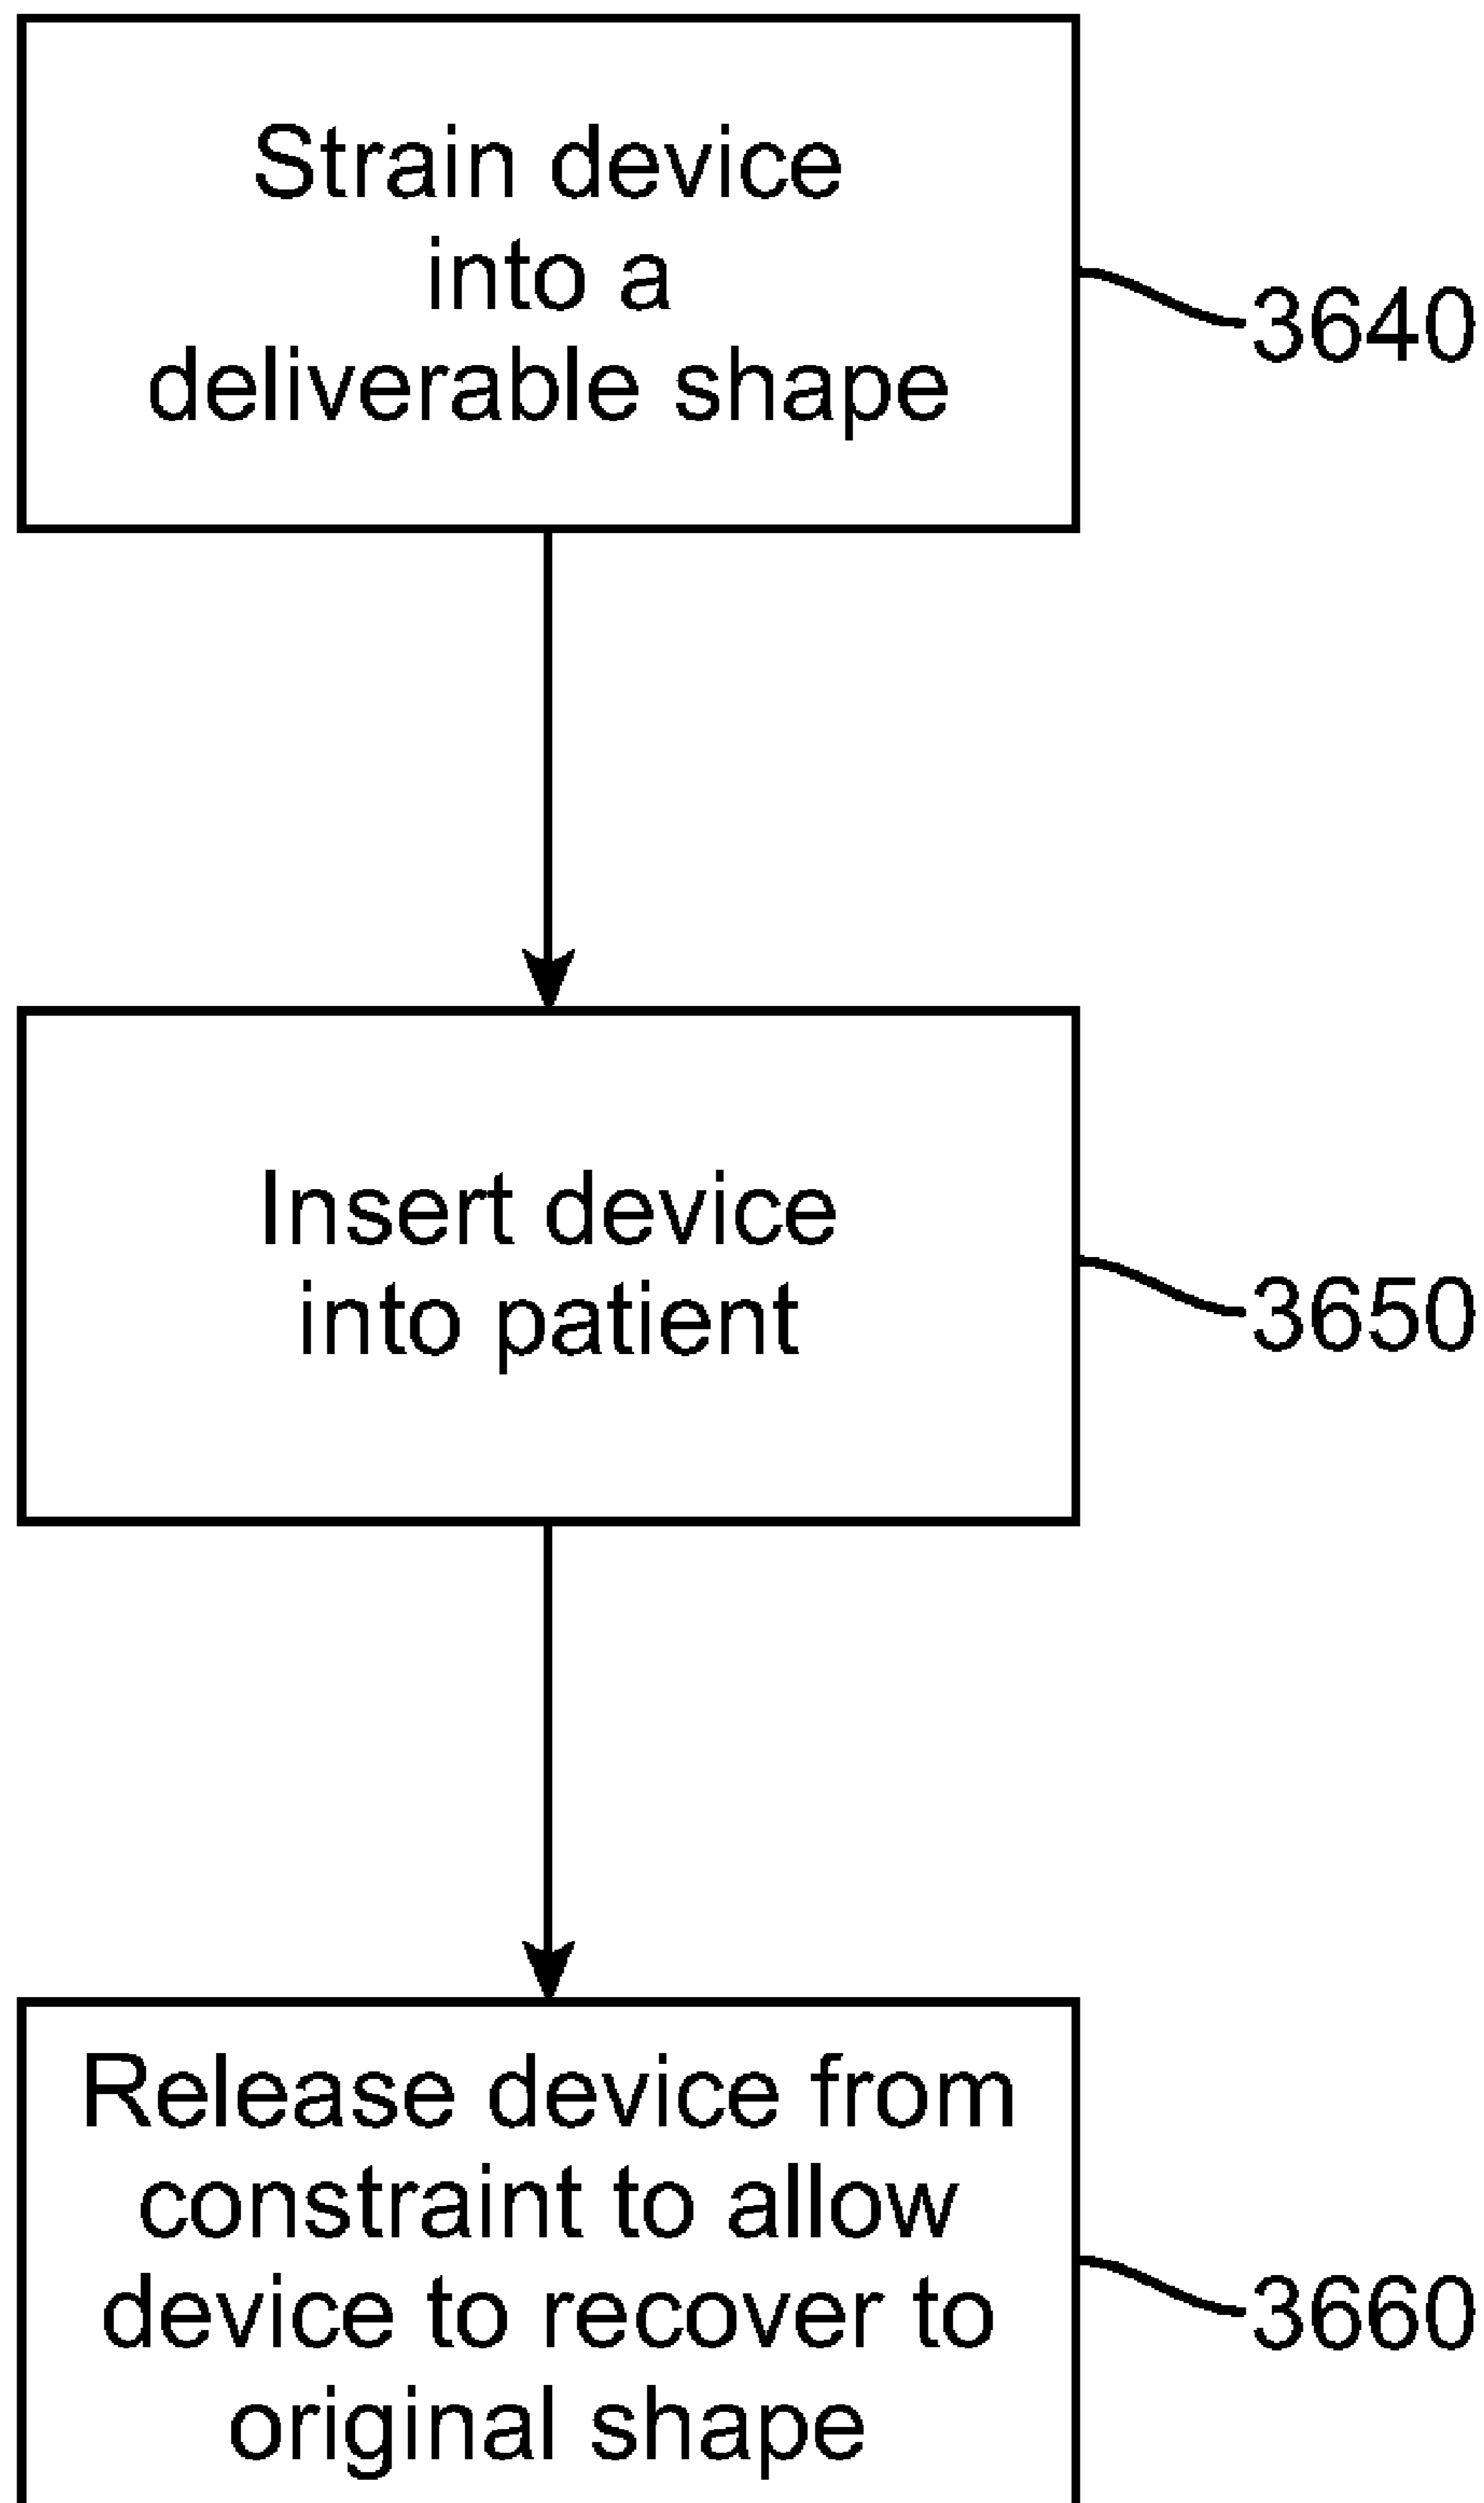 Strain device
into a
deliverable shape
3640
Insert device
into patient
3650
Release device from
constraint to allow
device to recover to
original shape
3660